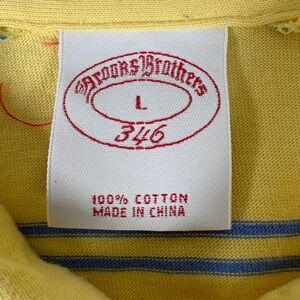 Brooks Brothers
L
346
100% COTTON
MADE IN CHINA